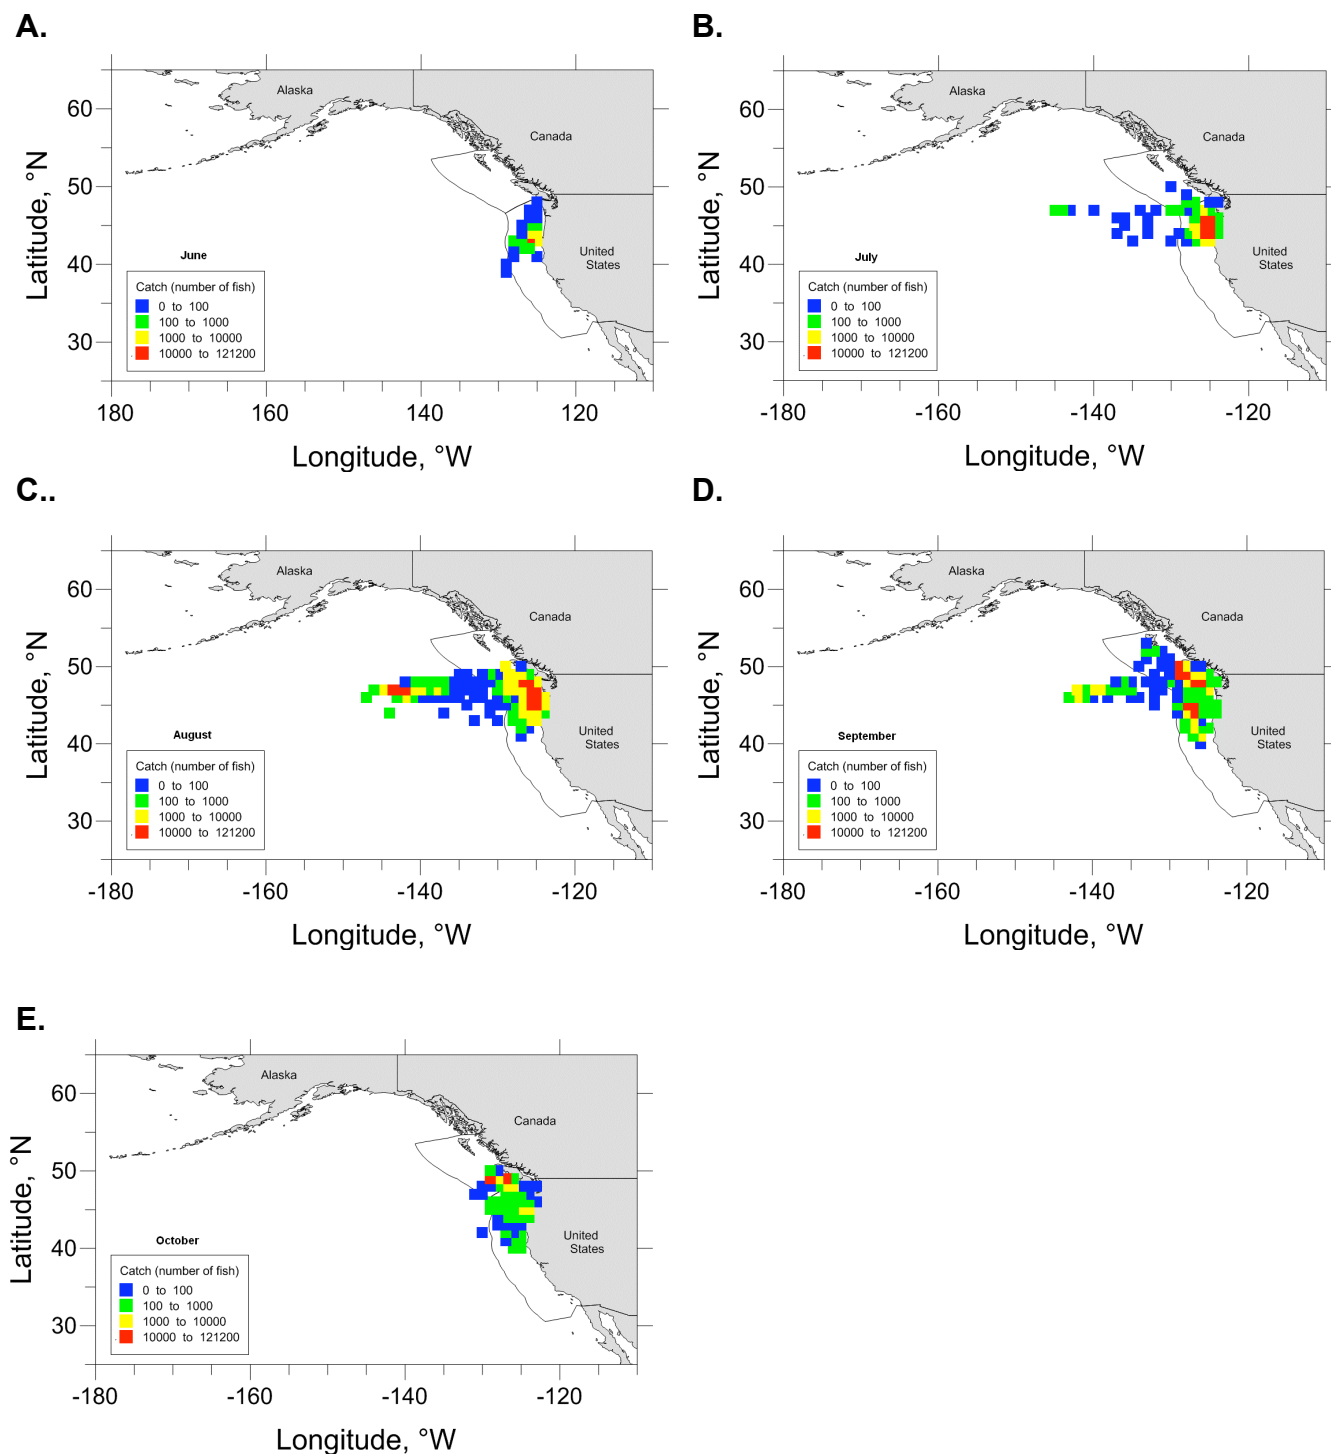 A.
Alaska
Canada
United
States
June
Catch (number of fish)
0 to 100
100 to 1000
1000 to 10000
10000 to 121200
60
50
40
30
Latitude, °N
180
160
140
120
Longitude, °W
B.
Alaska
Canada
United
States
July
Catch (number of fish)
0 to 100
100 to 1000
1000 to 10000
10000 to 121200
60
50
40
30
Latitude, °N
-180
-160
-140
-120
Longitude, °W
C..
Alaska
Canada
United
States
August
Catch (number of fish)
0 to 100
100 to 1000
1000 to 10000
10000 to 121200
60
50
40
30
Latitude, °N
-180
-160
-140
-120
Longitude, °W
D.
Alaska
Canada
United
States
September
Catch (number of fish)
0 to 100
100 to 1000
1000 to 10000
10000 to 121200
60
50
40
30
Latitude, °N
-180
-160
-140
-120
Longitude, °W
E.
Alaska
Canada
United
States
October
Catch (number of fish)
0 to 100
100 to 1000
1000 to 10000
10000 to 121200
60
50
40
30
Latitude, °N
-180
-160
-140
-120
Longitude, °W